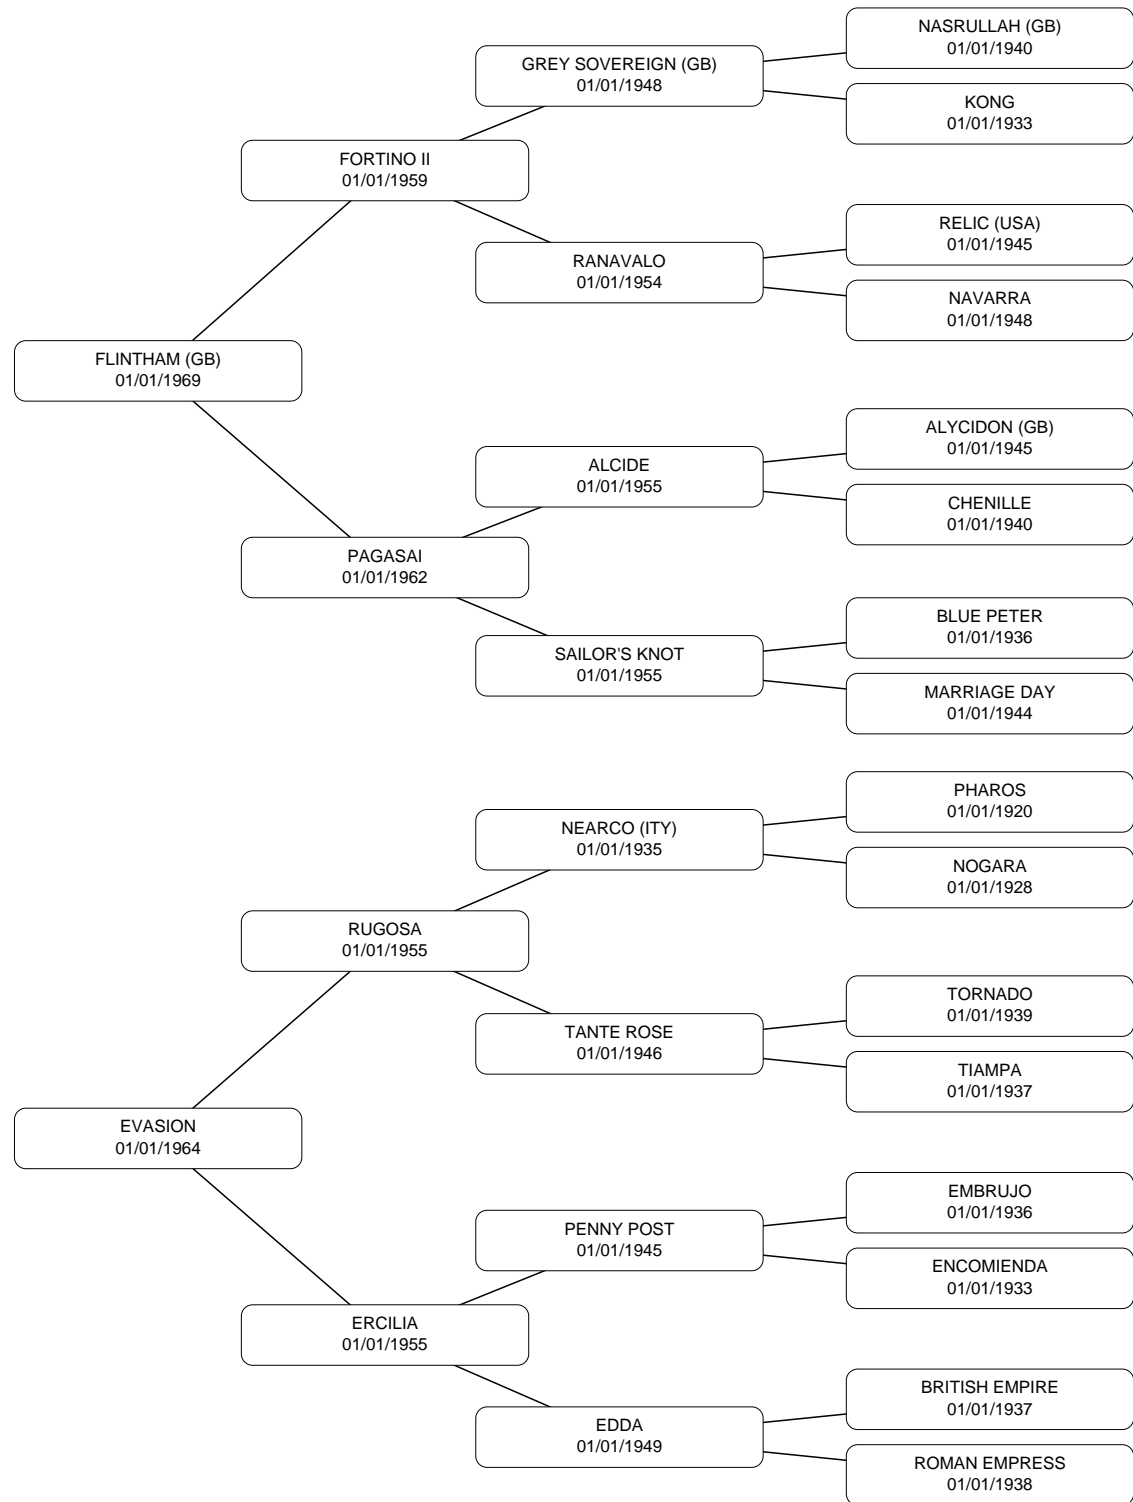 NASRULLAH (GB)
01/01/1940
GREY SOVEREIGN (GB)
01/01/1948
KONG
01/01/1933
FORTINO II
01/01/1959
RELIC (USA)
01/01/1945
RANAVALO
01/01/1954
NAVARRA
01/01/1948
FLINTHAM (GB)
01/01/1969
ALYCIDON (GB)
01/01/1945
ALCIDE
01/01/1955
CHENILLE
01/01/1940
PAGASAI
01/01/1962
BLUE PETER
01/01/1936
SAILOR'S KNOT
01/01/1955
MARRIAGE DAY
01/01/1944
PHAROS
01/01/1920
NEARCO (ITY)
01/01/1935
NOGARA
01/01/1928
RUGOSA
01/01/1955
TORNADO
01/01/1939
TANTE ROSE
01/01/1946
TIAMPA
01/01/1937
EVASION
01/01/1964
EMBRUJO
01/01/1936
PENNY POST
01/01/1945
ENCOMIENDA
01/01/1933
ERCILIA
01/01/1955
BRITISH EMPIRE
01/01/1937
EDDA
01/01/1949
ROMAN EMPRESS
01/01/1938